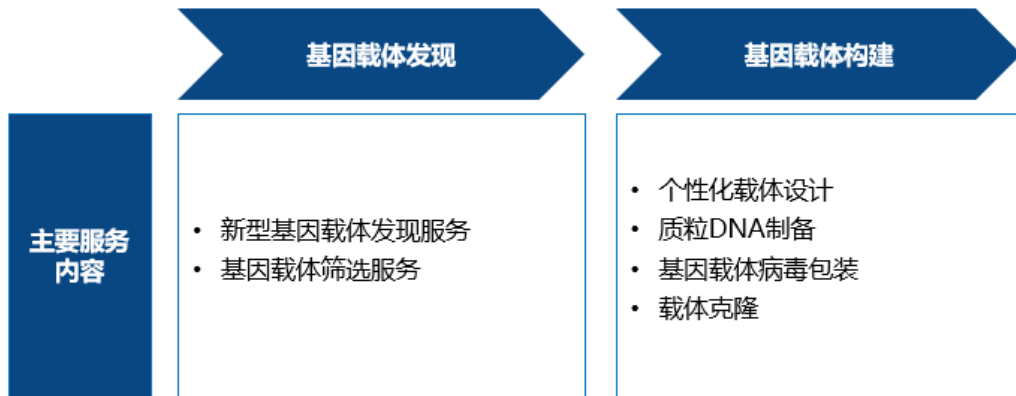 基因载体发现
基因载体构建
主要服务
内容
• 新型基因载体发现服务
• 基因载体筛选服务
• 个性化载体设计
• 质粒DNA制备
• 基因载体病毒包装
• 载体克隆